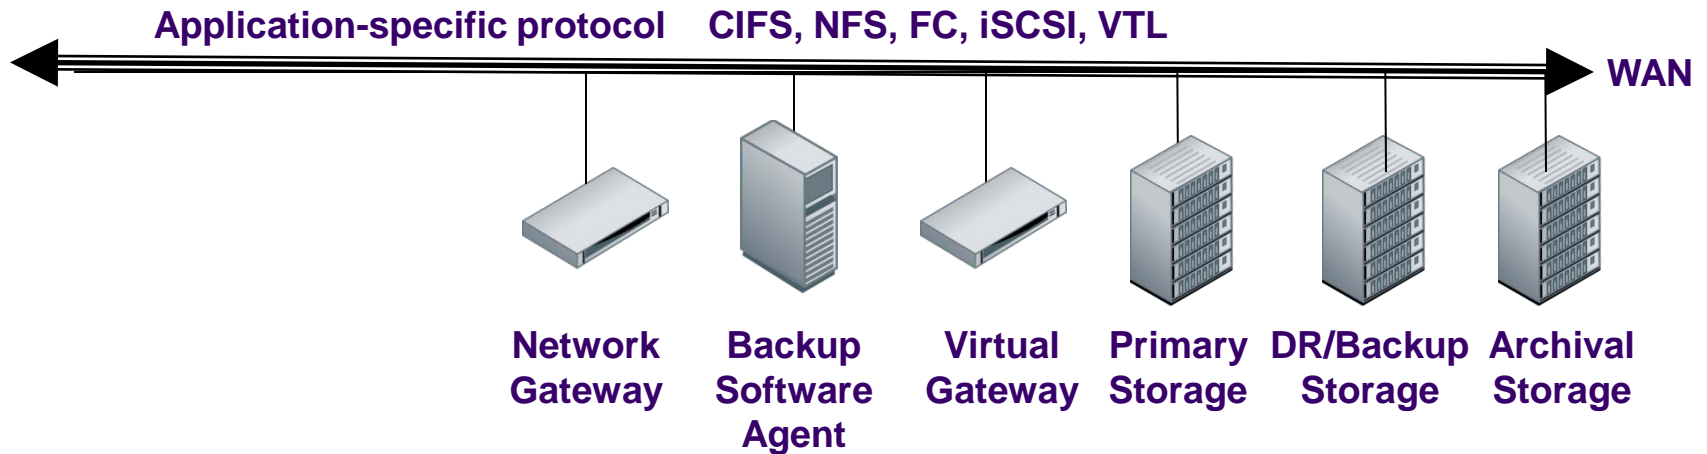 Application-specific protocol CIFS, NFS, FC, iSCSI, VTL
WAN
Network
Gateway
Backup
Software
Agent
Virtual
Gateway
Primary
Storage
DR/Backup
Storage
Archival
Storage